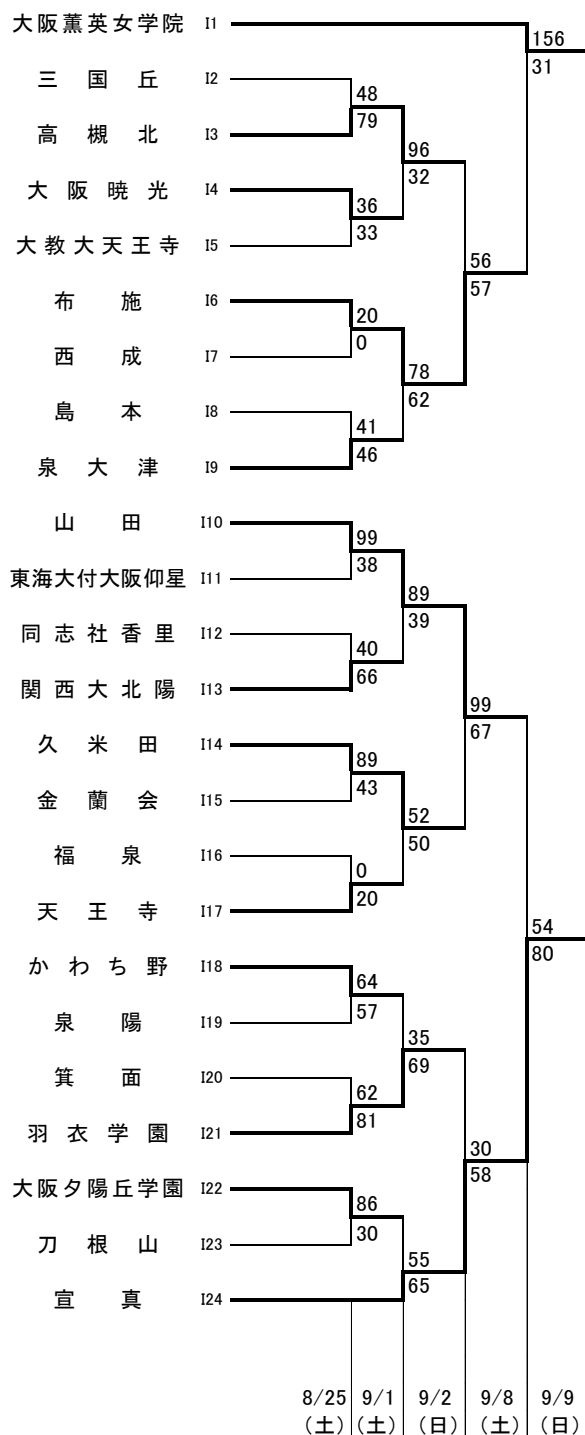 大阪薫英女学院 I1
156
31
三国丘 I2
48
79
高槻北 I3
96
32
大阪暁光 I4
36
33
大教大天王寺 I5
56
57
布施 I6
20
0
西成 I7
78
62
島本 I8
41
46
泉大津 I9
山田 I10
99
38
東海大付大阪仰星 I11
89
39
同志社香里 I12
40
66
関西大北陽 I13
99
67
久米田 I14
89
43
金蘭会 I15
52
50
福泉 I16
0
20
天王寺 I17
54
80
かわち野 I18
64
57
泉陽 I19
35
69
箕面 I20
62
81
羽衣学園 I21
30
58
大阪夕陽丘学園 I22
86
30
刀根山 I23
55
65
宣真 I24
8/25 9/1 9/2 9/8 9/9
(土) (土) (日) (土) (日)